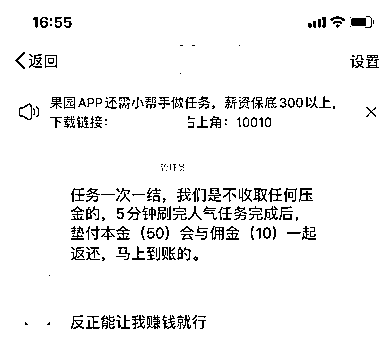 16:55
返回
设置
果园APP还需小帮手做任务，薪资保底300以上，
下载链接： 右上角：10010
管理员
任务一次一结，我们是不收取任何压
金的，5分钟刷完人气任务完成后，
垫付本金（50）会与佣金（10）一起
返还，马上到账的。
反正能让我赚钱就行